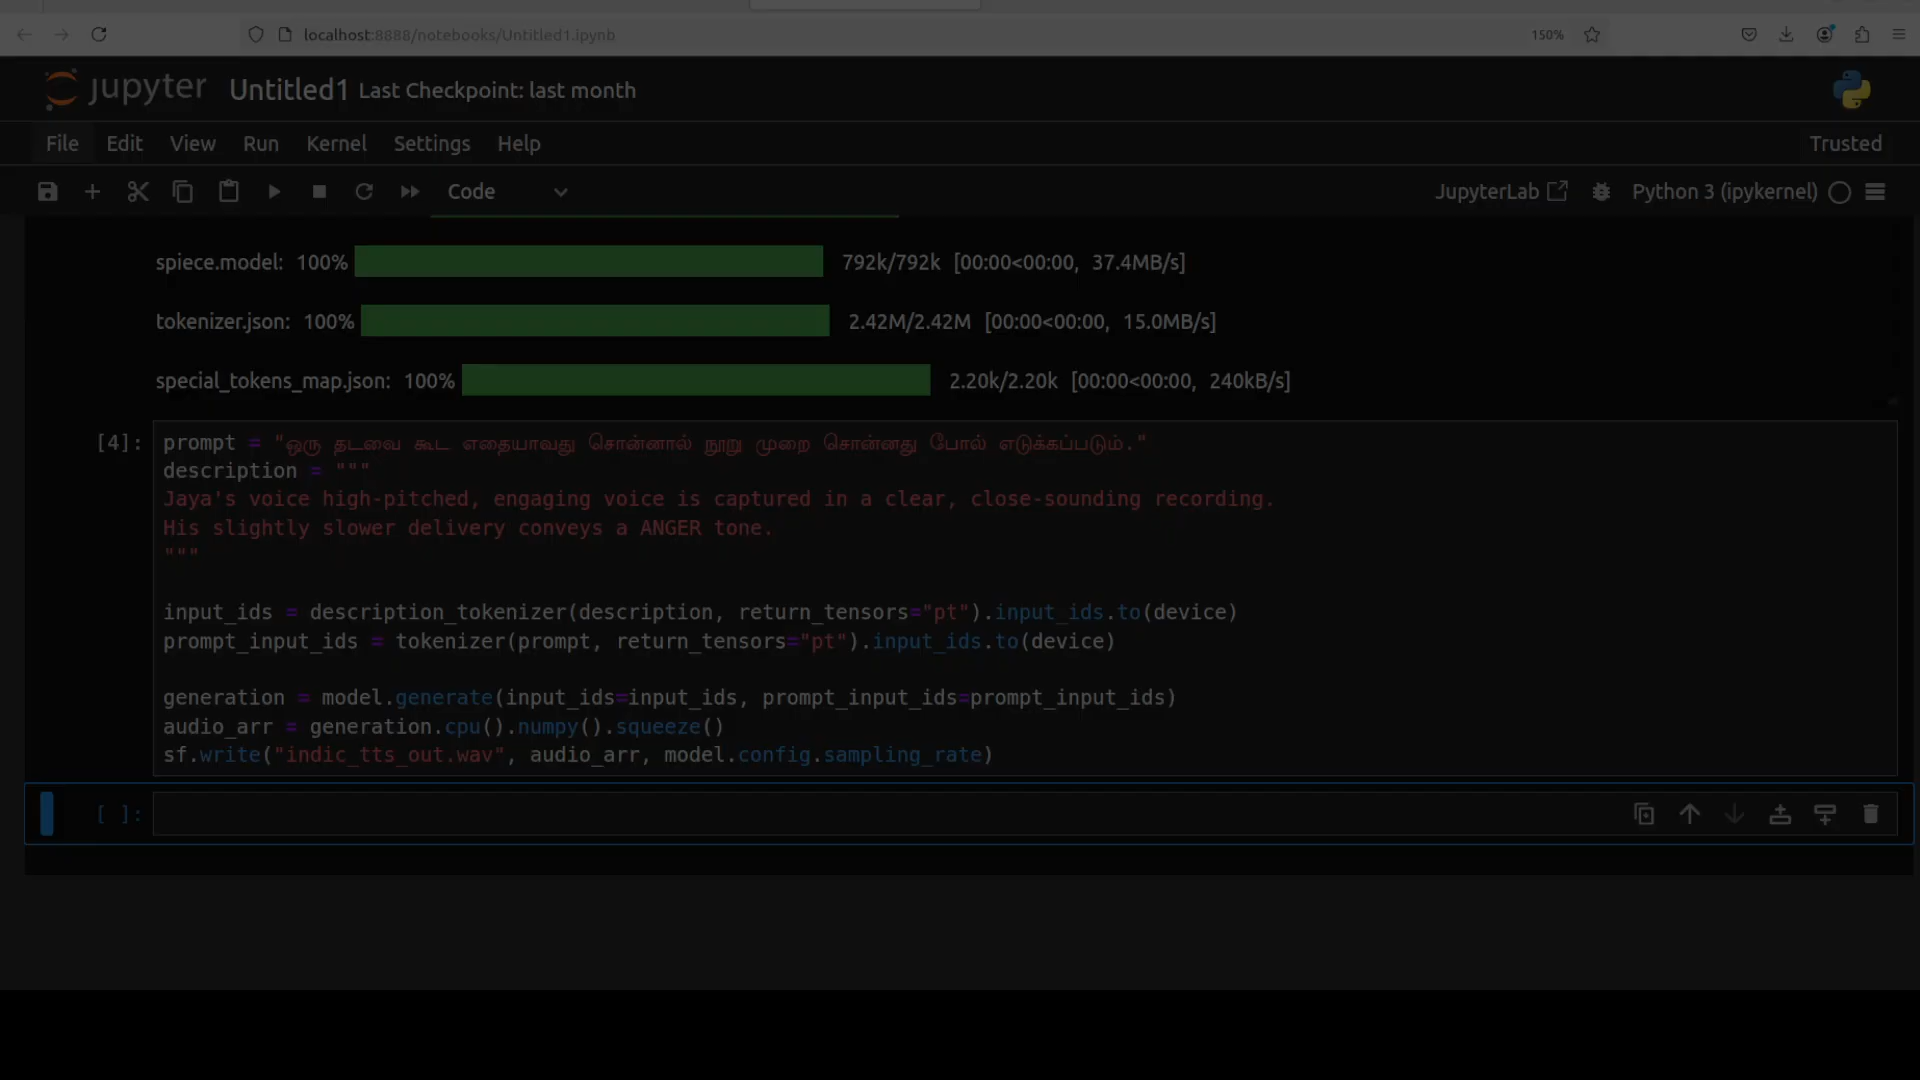 localhost:8888/notebooks/Untitled1.ipynb
150%
jupyter Untitled1 Last Checkpoint: last month
File Edit View Run Kernel Settings Help Trusted
Code JupyterLab Python 3 (ipykernel)
spiece.model: 100% 792k/792k [00:00<00:00, 37.4MB/s]
tokenizer.json: 100% 2.42M/2.42M [00:00<00:00, 15.0MB/s]
special_tokens_map.json: 100% 2.20k/2.20k [00:00<00:00, 240kB/s]
[4]: prompt = "ஒரு தடவை கூட எதையாவது சொன்னால் நூறு முறை சொன்னது போல் எடுக்கப்படும்."
description = """
Jaya's voice high-pitched, engaging voice is captured in a clear, close-sounding recording.
His slightly slower delivery conveys a ANGER tone.
"""
input_ids = description_tokenizer(description, return_tensors="pt").input_ids.to(device)
prompt_input_ids = tokenizer(prompt, return_tensors="pt").input_ids.to(device)
generation = model.generate(input_ids=input_ids, prompt_input_ids=prompt_input_ids)
audio_arr = generation.cpu().numpy().squeeze()
sf.write("indic_tts_out.wav", audio_arr, model.config.sampling_rate)
[ ]: